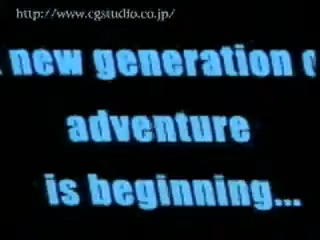 http://www.cgstudio.co.jp/
new generation
adventure
is beginning...